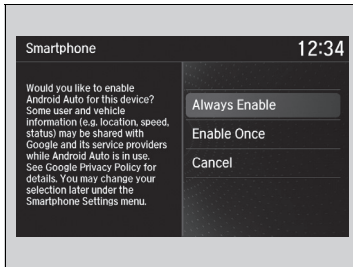 Smartphone 12:34
Would you like to enable
Android Auto for this device?
Some user and vehicle
information (e.g. location, speed,
status) may be shared with
Google and its service providers
while Android Auto is in use.
See Google Privacy Policy for
details. You may change your
selection later under the
Smartphone Settings menu.
Always Enable
Enable Once
Cancel